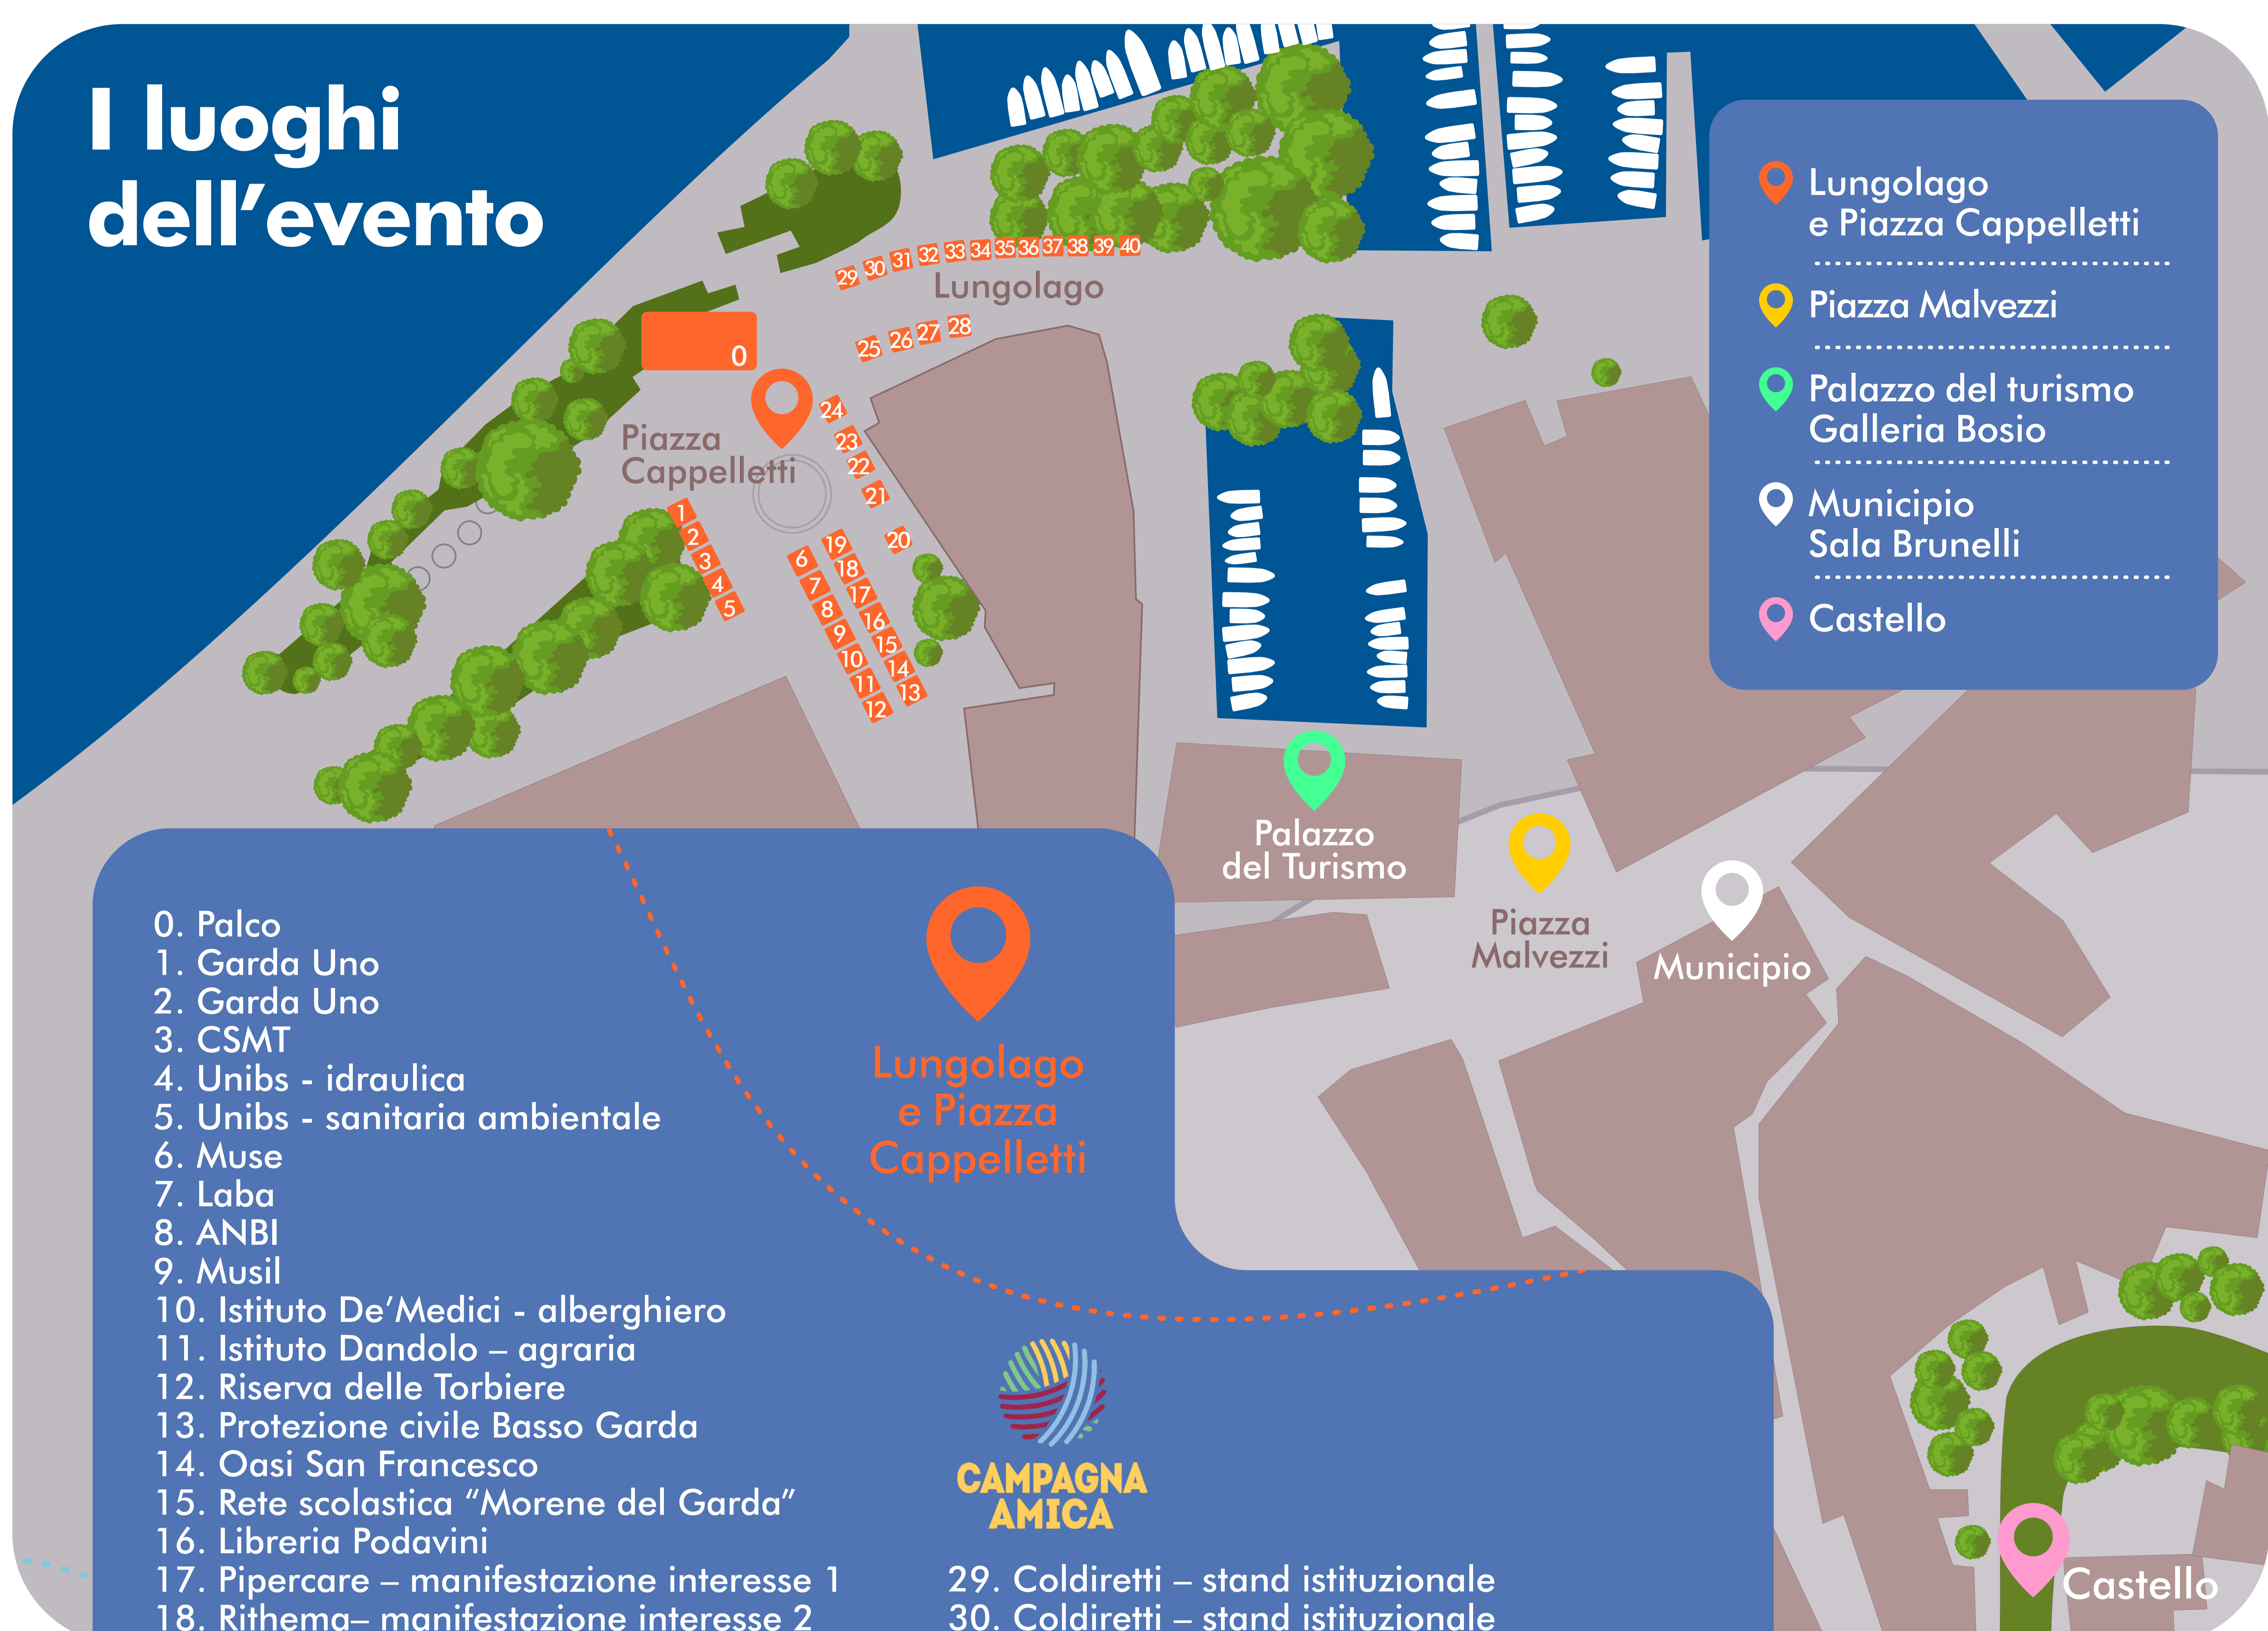 I luoghi
dell’evento
29 30 31 32 33 34 35 36 37 38 39 40
Lungolago
25 26 27 28
0
Piazza
Cappelletti
24
23
22
21
20
1
2
3
4
5
6
7
8
9
10
11
12
19
18
17
16
15
14
13
Lungolago
e Piazza Cappelletti
Piazza Malvezzi
Palazzo del turismo
Galleria Bosio
Municipio
Sala Brunelli
Castello
Palazzo
del Turismo
Piazza
Malvezzi
Municipio
Castello
Lungolago
e Piazza
Cappelletti
0. Palco
1. Garda Uno
2. Garda Uno
3. CSMT
4. Unibs - idraulica
5. Unibs - sanitaria ambientale
6. Muse
7. Laba
8. ANBI
9. Musil
10. Istituto De’Medici - alberghiero
11. Istituto Dandolo – agraria
12. Riserva delle Torbiere
13. Protezione civile Basso Garda
14. Oasi San Francesco
15. Rete scolastica “Morene del Garda”
16. Libreria Podavini
17. Pipercare – manifestazione interesse 1
18. Rithema– manifestazione interesse 2
CAMPAGNA
AMICA
29. Coldiretti – stand istituzionale
30. Coldiretti – stand istituzionale